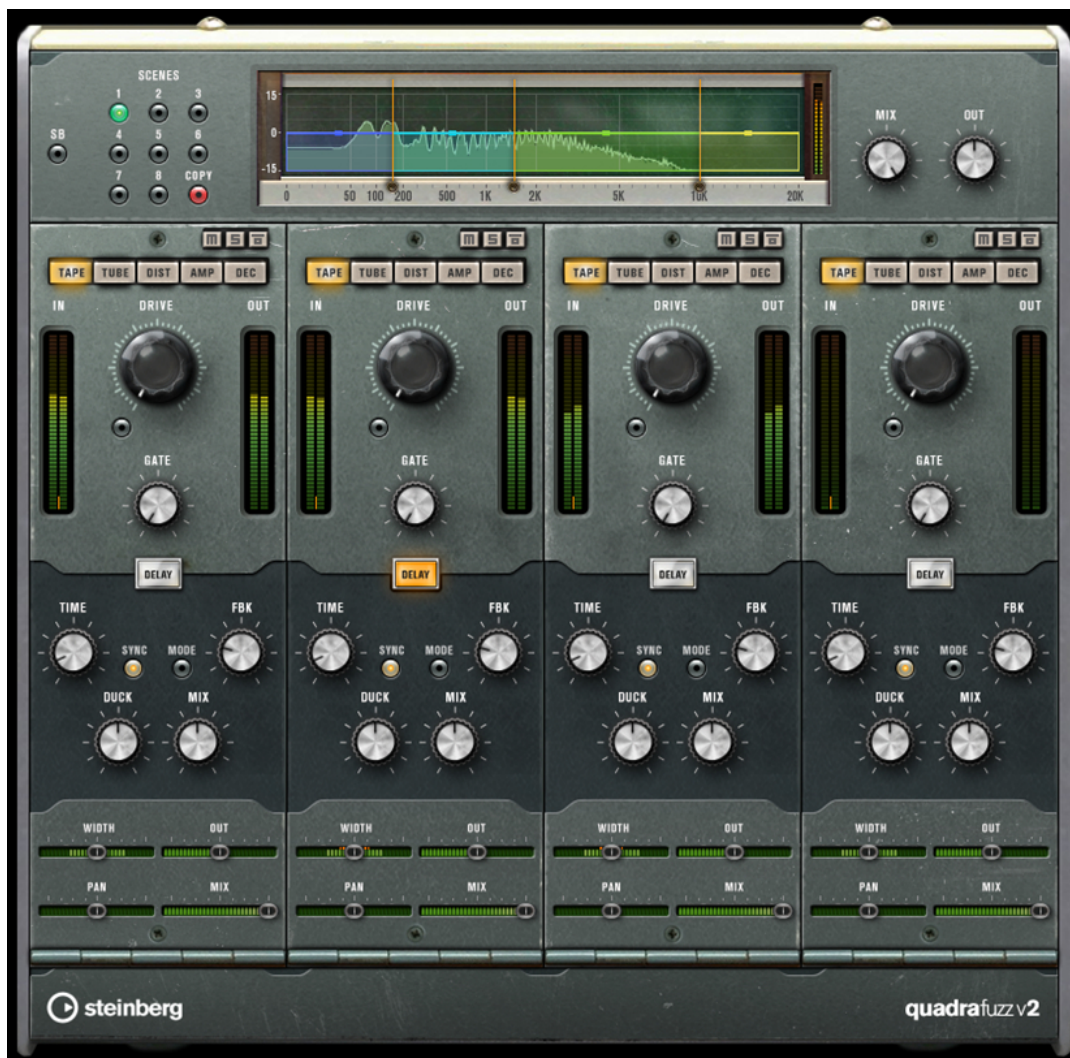 SCENES
1 2 3
SB 4 5 6
7 8 COPY
15
0
-15
0 50 100 200 500 1K 2K 5K 10K 20K
MIX OUT
M S
M S
M S
M S
TAPE TUBE DIST AMP DEC
TAPE TUBE DIST AMP DEC
TAPE TUBE DIST AMP DEC
TAPE TUBE DIST AMP DEC
IN DRIVE OUT
IN DRIVE OUT
IN DRIVE OUT
IN DRIVE OUT
GATE GATE GATE GATE
DELAY DELAY DELAY DELAY
TIME FBK TIME FBK TIME FBK TIME FBK
SYNC MODE SYNC MODE SYNC MODE SYNC MODE
DUCK MIX DUCK MIX DUCK MIX DUCK MIX
WIDTH OUT WIDTH OUT WIDTH OUT WIDTH OUT
PAN MIX PAN MIX PAN MIX PAN MIX
steinberg
quadrafuzz v2